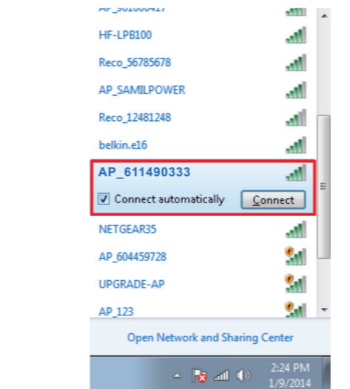 HF-LPB100
Reco_56785678
AP_SAMILPOWER
Reco_12481248
belkin.e16
AP_611490333
Connect automatically Connect
NETGEAR35
AP_604459728
UPGRADE-AP
AP_123
Open Network and Sharing Center
2:24 PM
1/9/2014